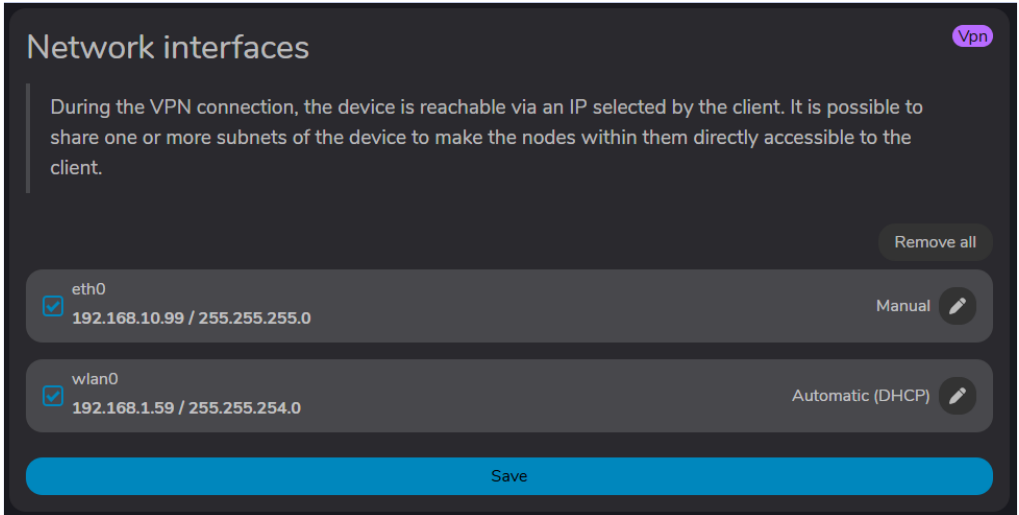 Network interfaces
Vpn
During the VPN connection, the device is reachable via an IP selected by the client. It is possible to
share one or more subnets of the device to make the nodes within them directly accessible to the
client.
Remove all
eth0
192.168.10.99 / 255.255.255.0
Manual
wlan0
192.168.1.59 / 255.255.254.0
Automatic (DHCP)
Save